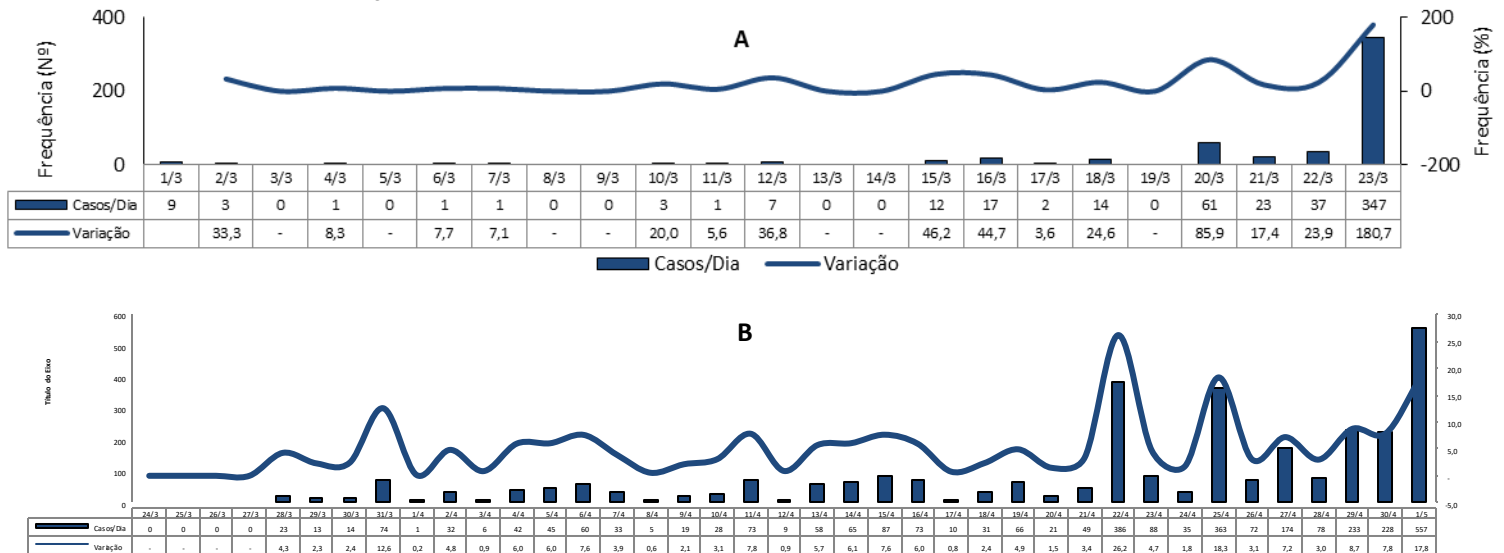 400
200
A
Frequência (Nº)
200
0
Frequência (%)
0
-200
1/3 2/3 3/3 4/3 5/3 6/3 7/3 8/3 9/3 10/3 11/3 12/3 13/3 14/3 15/3 16/3 17/3 18/3 19/3 20/3 21/3 22/3 23/3
Casos/Dia 9 3 0 1 0 1 1 0 0 3 1 7 0 0 12 17 2 14 0 61 23 37 347
Variação 33,3 - 8,3 - 7,7 7,1 - - 20,0 5,6 36,8 - - 46,2 44,7 3,6 24,6 - 85,9 17,4 23,9 180,7
Casos/Dia Variação
600
30,0
B
500
25,0
Título do Eixo
400
20,0
300
15,0
200
10,0
100
5,0
-
0
-5,0
24/3 25/3 26/3 27/3 28/3 29/3 30/3 31/3 1/4 2/4 3/4 4/4 5/4 6/4 7/4 8/4 9/4 10/4 11/4 12/4 13/4 14/4 15/4 16/4 17/4 18/4 19/4 20/4 21/4 22/4 23/4 24/4 25/4 26/4 27/4 28/4 29/4 30/4 1/5
Casos/Dia 0 0 0 0 23 13 14 74 1 32 6 42 45 60 33 5 19 28 73 9 58 65 87 73 10 31 66 21 49 386 88 35 363 72 174 78 233 228 557
Variação - - - - 4,3 2,3 2,4 12,6 0,2 4,8 0,9 6,0 6,0 7,6 3,9 0,6 2,1 3,1 7,8 0,9 5,7 6,1 7,6 6,0 0,8 2,4 4,9 1,5 3,4 26,2 4,7 1,8 18,3 3,1 7,2 3,0 8,7 7,8 17,8